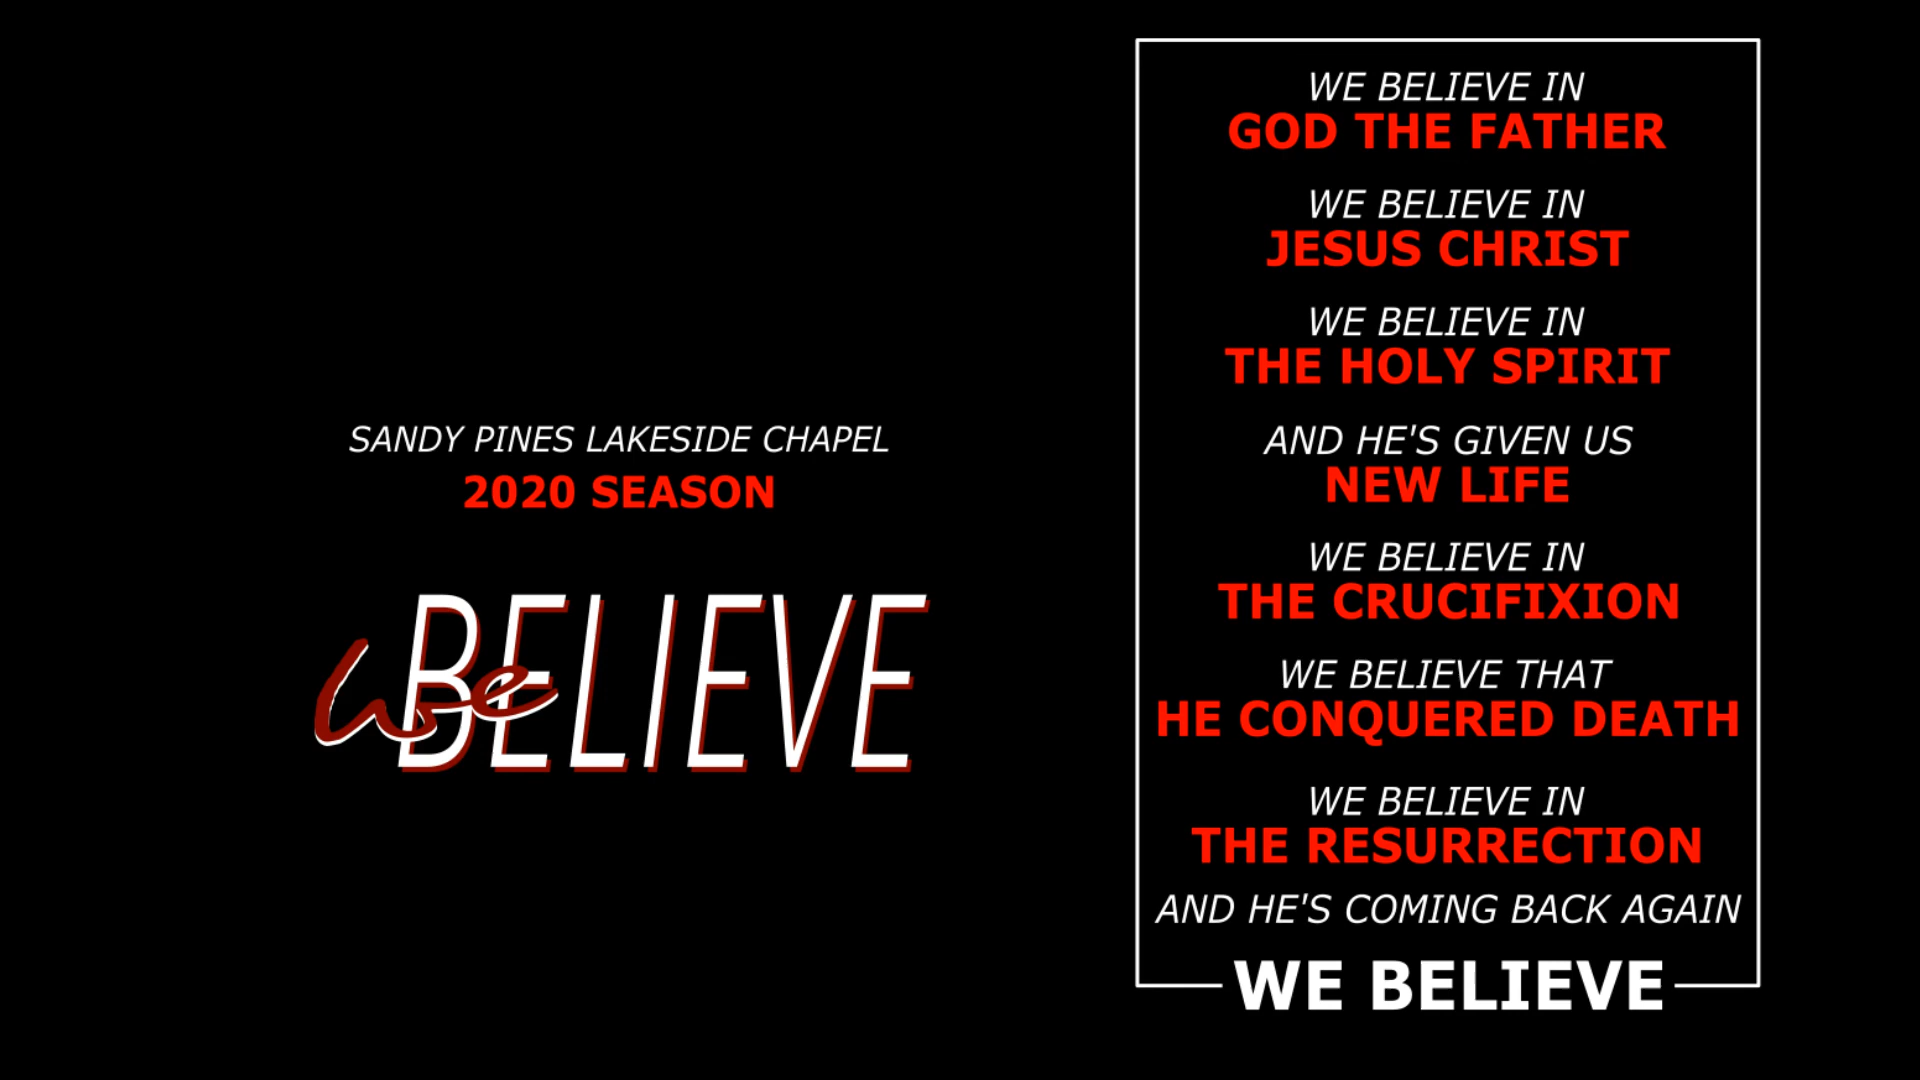 SANDY PINES LAKESIDE CHAPEL
2020 SEASON
We BELIEVE
WE BELIEVE IN
GOD THE FATHER
WE BELIEVE IN
JESUS CHRIST
WE BELIEVE IN
THE HOLY SPIRIT
AND HE'S GIVEN US
NEW LIFE
WE BELIEVE IN
THE CRUCIFIXION
WE BELIEVE THAT
HE CONQUERED DEATH
WE BELIEVE IN
THE RESURRECTION
AND HE'S COMING BACK AGAIN
WE BELIEVE